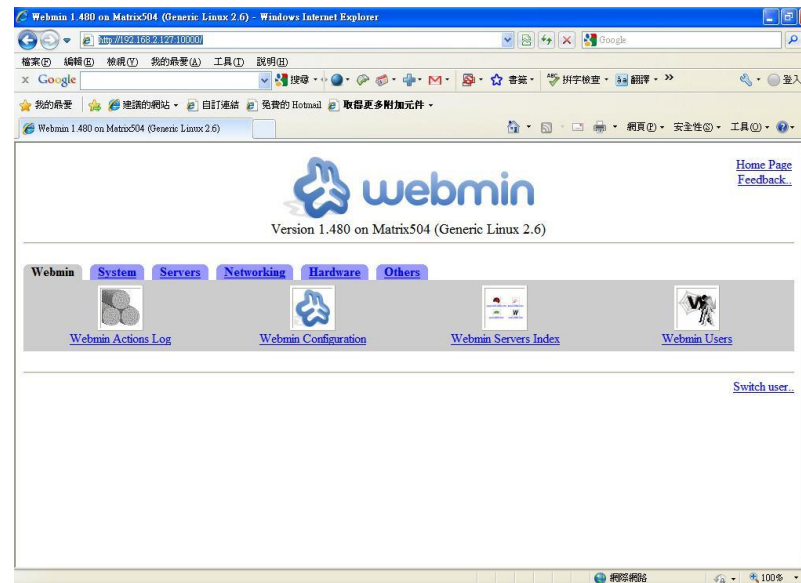 Webmin 1.480 on Matrix504 (Generic Linux 2.6) - Windows Internet Explorer
http://192.168.2.127:10000/
Google
檔案(F) 編輯(E) 檢視(V) 我的最愛(A) 工具(T) 說明(H)
x Google 搜尋 書籤 拼字檢查 翻譯 » 登入
我的最愛 建議的網站 自訂連結 免費的 Hotmail 取得更多附加元件
Webmin 1.480 on Matrix504 (Generic Linux 2.6) 網頁(P) 安全性(S) 工具(O)
webmin
Version 1.480 on Matrix504 (Generic Linux 2.6)
Home Page
Feedback..
Webmin System Servers Networking Hardware Others
Webmin Actions Log Webmin Configuration Webmin Servers Index Webmin Users
Switch user..
網際網路 100%